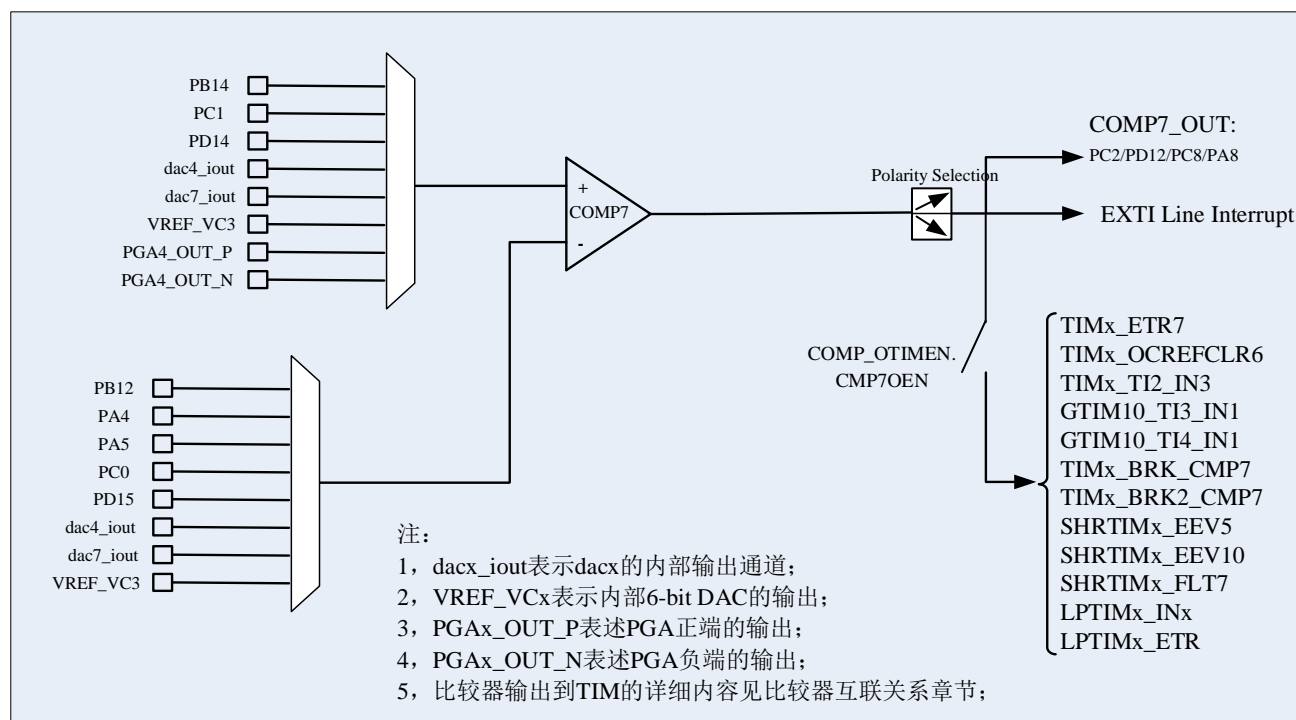 PB14
PC1
PD14
dac4_iout
dac7_iout
VREF_VC3
PGA4_OUT_P
PGA4_OUT_N
+
COMP7
-
Polarity Selection
COMP7_OUT:
PC2/PD12/PC8/PA8
EXTI Line Interrupt
COMP_OTIMEN.
CMP7OEN
TIMx_ETR7
TIMx_OCREFCLR6
TIMx_TI2_IN3
GTIM10_TI3_IN1
GTIM10_TI4_IN1
TIMx_BRK_CMP7
TIMx_BRK2_CMP7
SHRTIMx_EEV5
SHRTIMx_EEV10
SHRTIMx_FLT7
LPTIMx_INx
LPTIMx_ETR
PB12
PA4
PA5
PC0
PD15
dac4_iout
dac7_iout
VREF_VC3
注：
1，dacx_iout表示dacx的内部输出通道；
2，VREF_VCx表示内部6-bit DAC的输出；
3，PGAx_OUT_P表述PGA正端的输出；
4，PGAx_OUT_N表述PGA负端的输出；
5，比较器输出到TIM的详细内容见比较器互联关系章节；